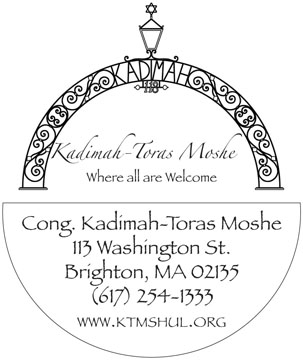 KADIMAH
Kadimah-Toras Moshe
Where all are Welcome
Cong. Kadimah-Toras Moshe
113 Washington St.
Brighton, MA 02135
(617) 254-1333
WWW.KTMSHUL.ORG